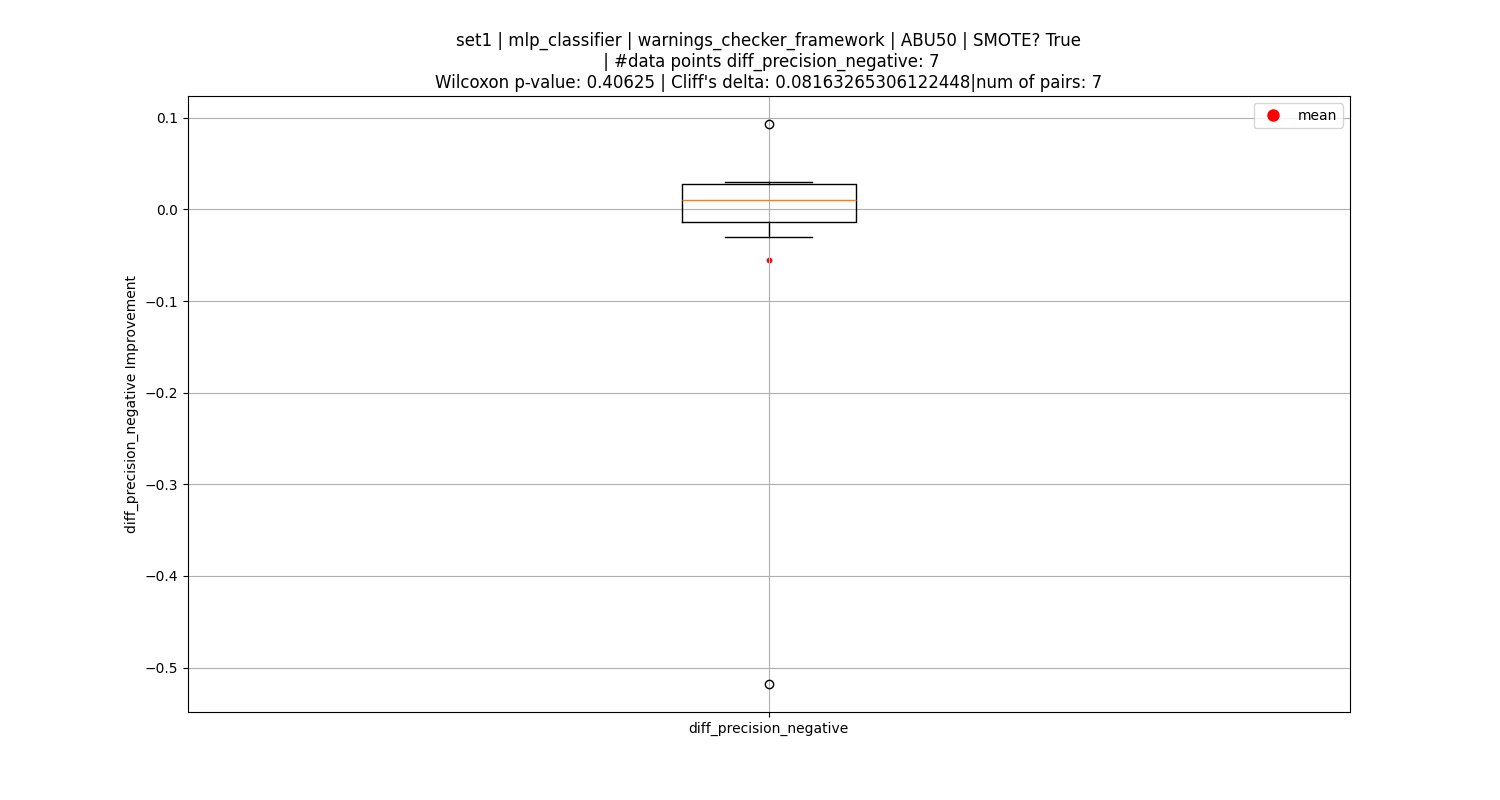 set1 | mlp_classifier | warnings_checker_framework | ABU50 | SMOTE? True
| #data points diff_precision_negative: 7
Wilcoxon p-value: 0.40625 | Cliff's delta: 0.08163265306122448|num of pairs: 7
mean
0.1
0.0
−0.1
−0.2
−0.3
−0.4
−0.5
diff_precision_negative Improvement
diff_precision_negative